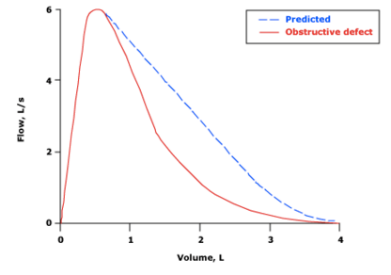 Predicted
Obstructive defect
Flow, L/s
6
4
2
0
0 1 2 3 4
Volume, L